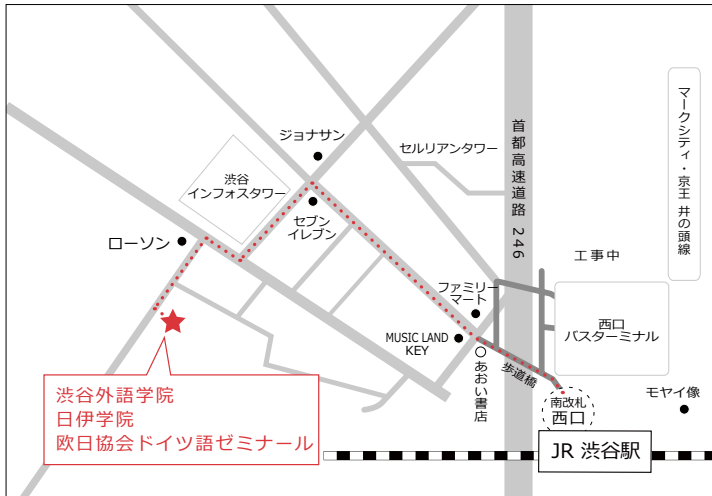 ジョナサン
セルリアンタワー
首都高速道路 246
マークシティ・京王 井の頭線
渋谷
インフォスタワー
セブン
イレブン
ローソン
工事中
ファミリー
マート
西口
バスターミナル
MUSIC LAND
KEY
あおい書店
歩道橋
南改札
西口
モヤイ像
渋谷外語学院
日伊学院
欧日協会ドイツ語ゼミナール
JR 渋谷駅